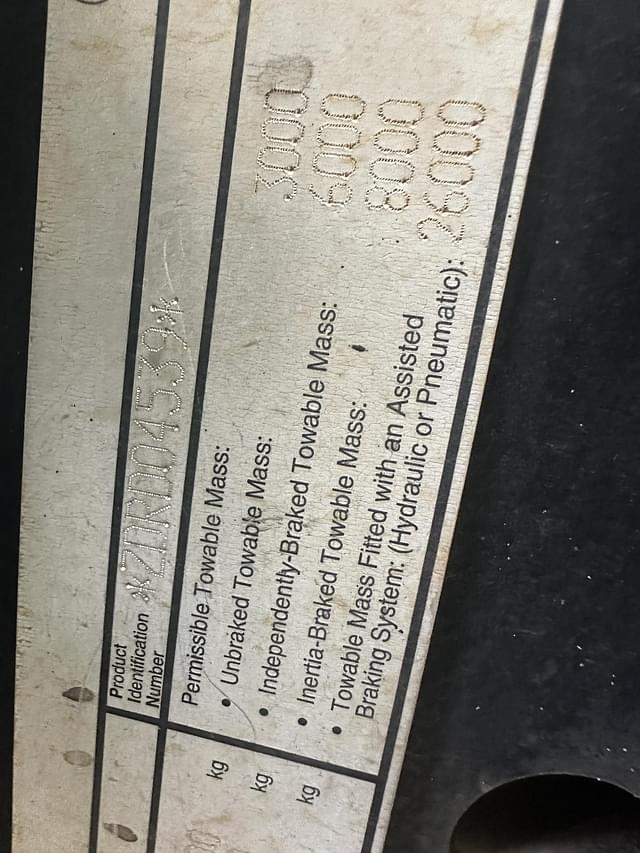 Product
Identification
Number
*ZDRD04539*
Permissible Towable Mass:
• Unbraked Towable Mass: 3000
• Independently-Braked Towable Mass: 6000
• Inertia-Braked Towable Mass: 8000
• Towable Mass Fitted with an Assisted
Braking System: (Hydraulic or Pneumatic): 26000
kg
kg
kg